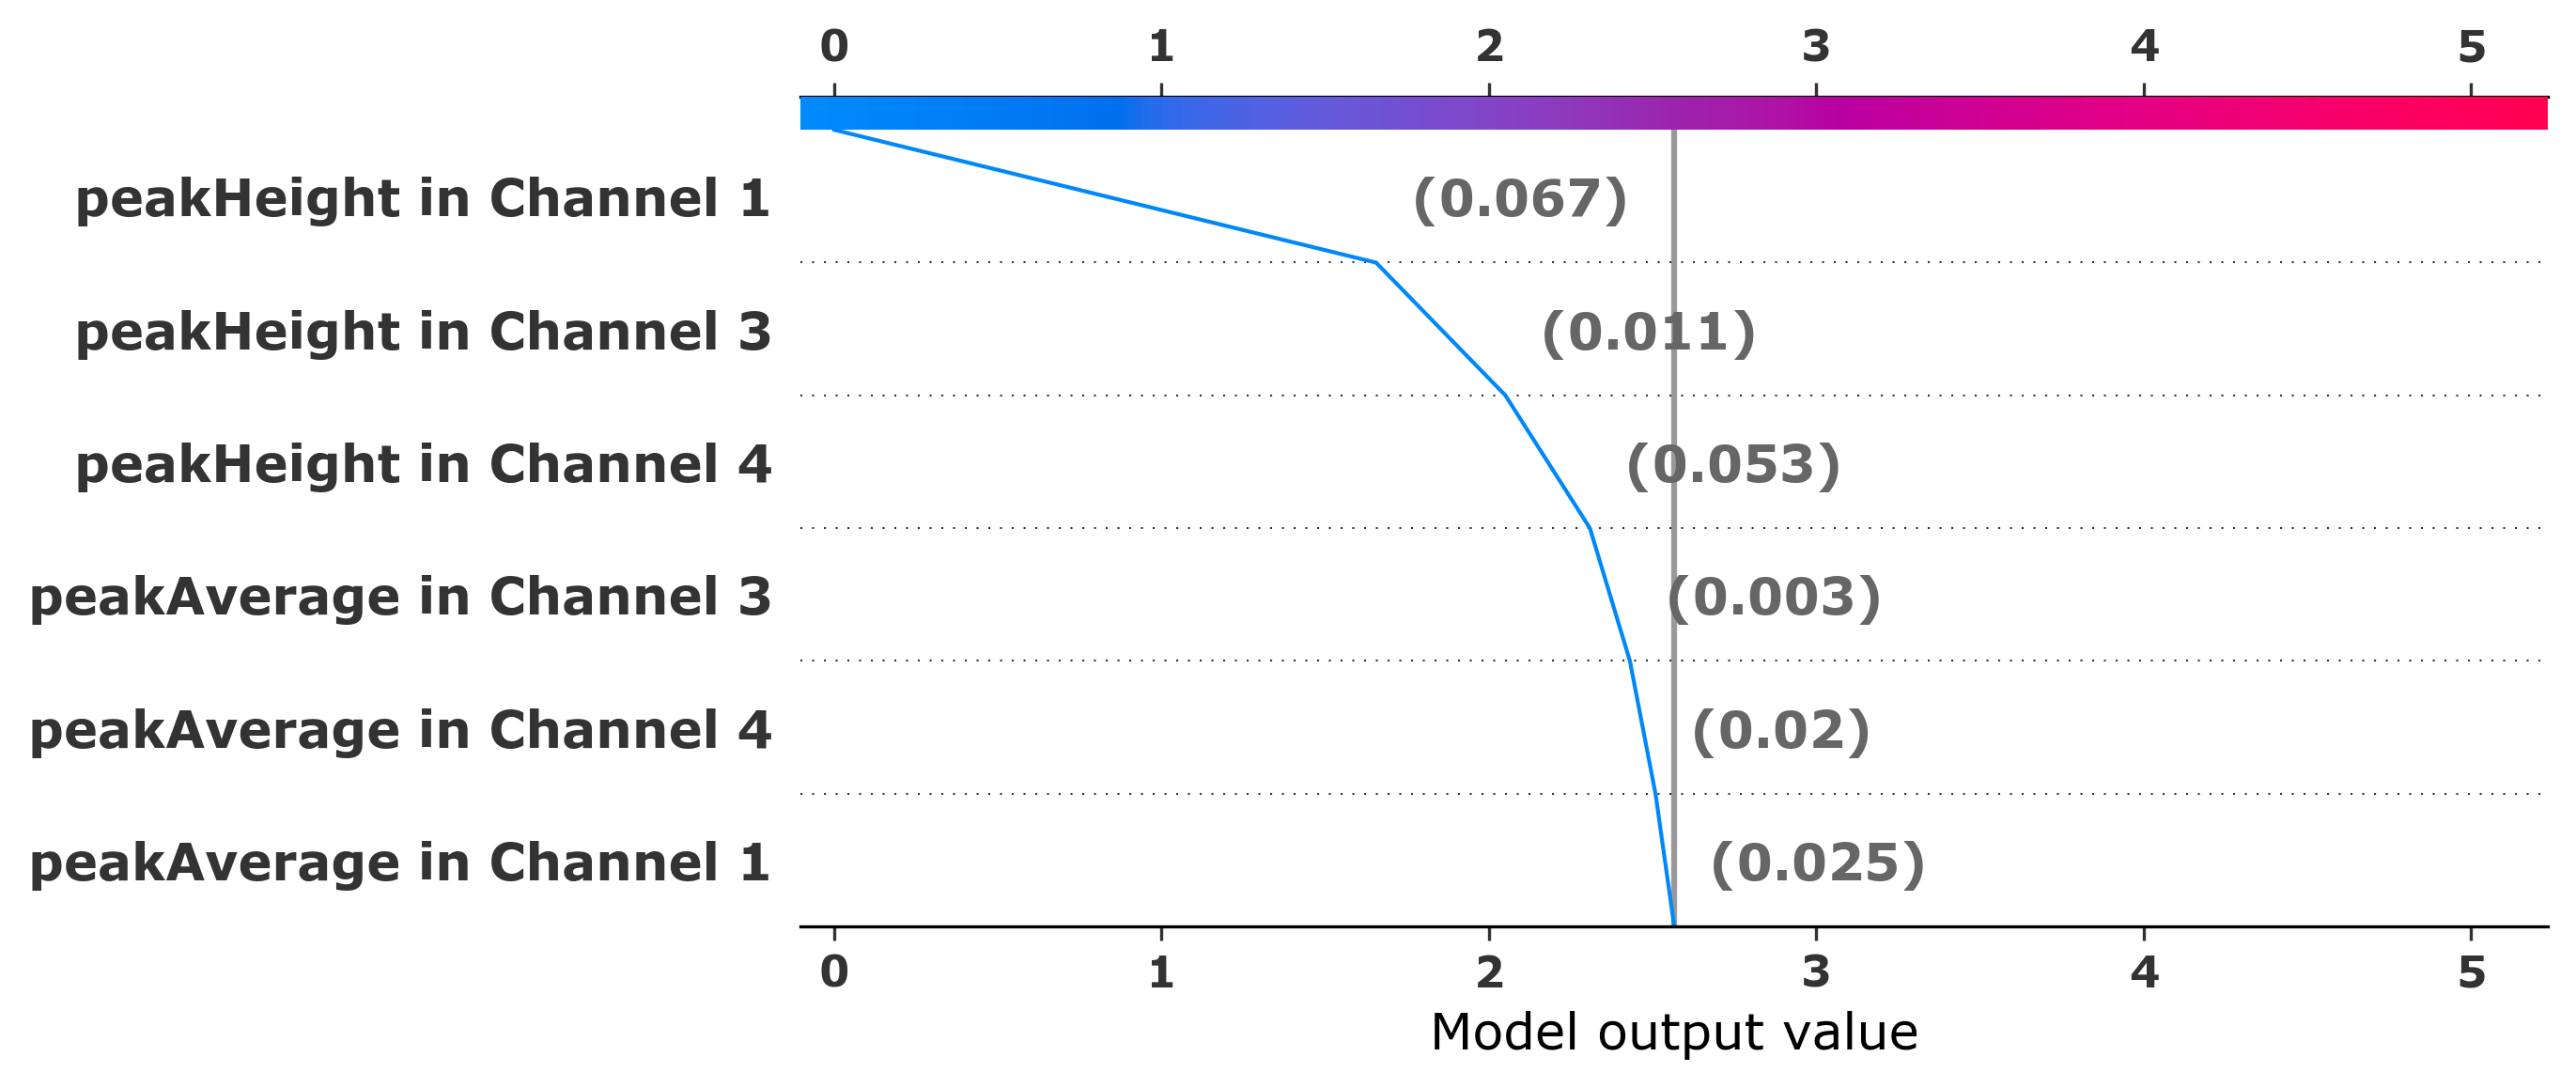 0 1 2 3 4 5
peakHeight in Channel 1 (0.067)
peakHeight in Channel 3 (0.011)
peakHeight in Channel 4 (0.053)
peakAverage in Channel 3 (0.003)
peakAverage in Channel 4 (0.02)
peakAverage in Channel 1 (0.025)
0 1 2 3 4 5
Model output value